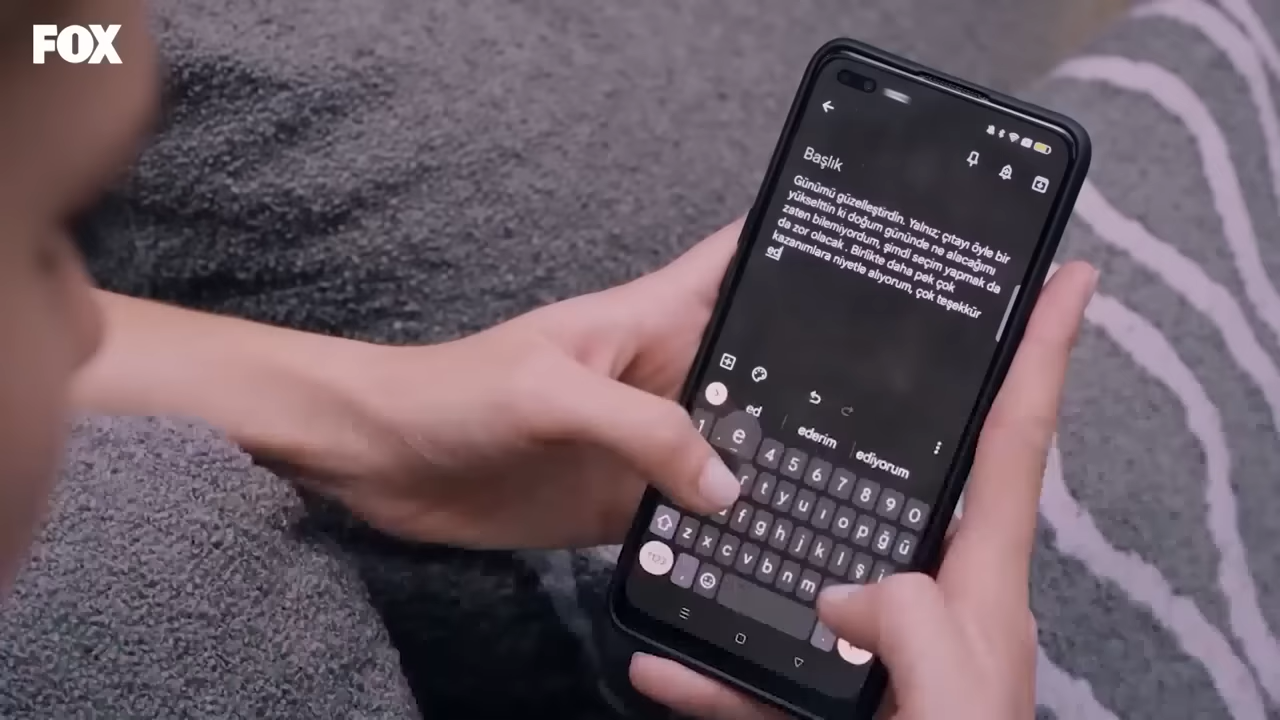 FOX
Başlık
Günümü güzelleştirdin. Yalnız; çıtayı öyle bir
yükselttin ki doğum gününde ne alacağımı
zaten bilemiyordum, şimdi seçim yapmak da
da zor olacak . Birlikte daha pek çok
kazanımlara niyetle alıyorum, çok teşekkür
ed
ed ederim ediyorum
1 . e 4 5 6 7 8 9 0
r t y u ı o p ğ ü
f g h j k l ş i
z x c v b n m
?123 , .